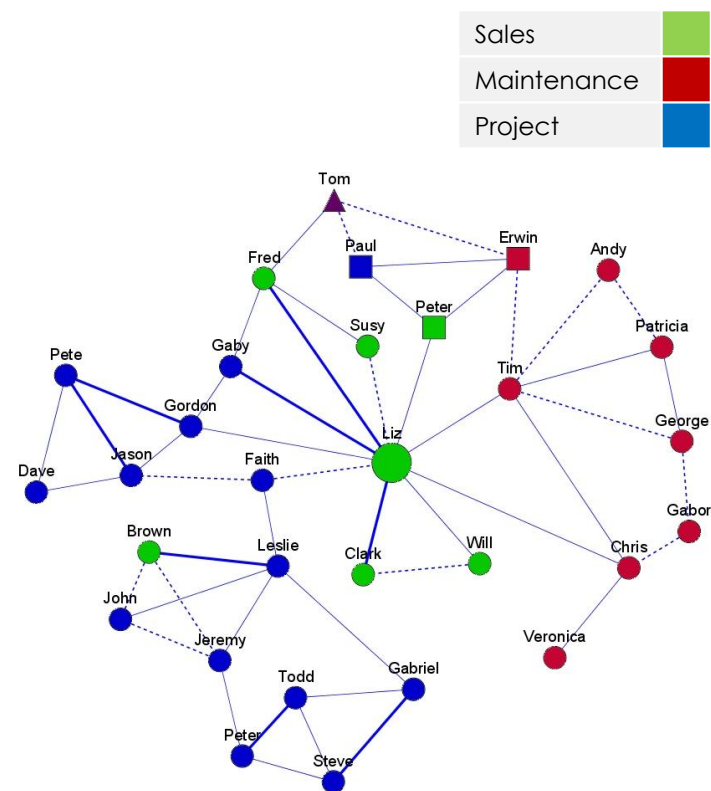 Sales
Maintenance
Project
Tom
Erwin
Paul
Andy
Fred
Peter
Susy
Patricia
Gaby
Pete
Tim
Gordon
George
Liz
Jason
Faith
Dave
Gabor
Brown
Leslie
Clark
Will
Chris
John
Jeremy
Veronica
Todd
Gabriel
Peter
Steve